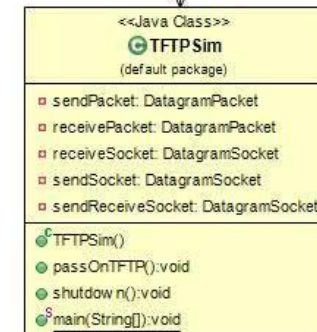 <<Java Class>>
TFTPSim
(default package)
sendPacket: DatagramPacket
receivePacket: DatagramPacket
receiveSocket: DatagramSocket
sendSocket: DatagramSocket
sendReceiveSocket: DatagramSocket
TFTPSim()
passOnTFTP():void
shutdown():void
main(String[]):void